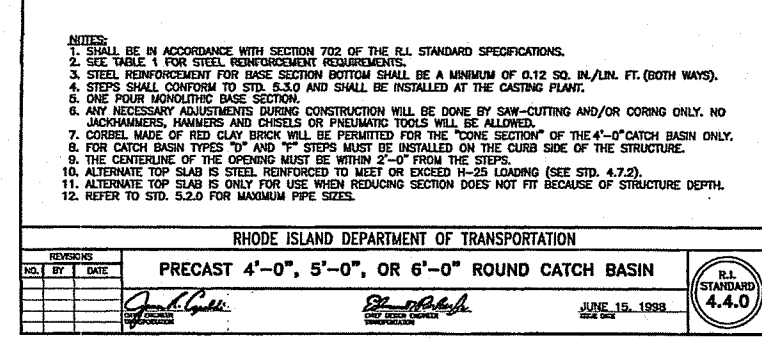 NOTES:
1. SHALL BE IN ACCORDANCE WITH SECTION 702 OF THE R.I. STANDARD SPECIFICATIONS.
2. SEE TABLE 1 FOR STEEL REINFORCEMENT REQUIREMENTS.
3. STEEL REINFORCEMENT FOR BASE SECTION BOTTOM SHALL BE A MINIMUM OF 0.12 SQ. IN./LIN. FT. (BOTH WAYS).
4. STEPS SHALL CONFORM TO STD. 5.3.0 AND SHALL BE INSTALLED AT THE CASTING PLANT.
5. ONE POUR MONOLITHIC BASE SECTION.
6. ANY NECESSARY ADJUSTMENTS DURING CONSTRUCTION WILL BE DONE BY SAW-CUTTING AND/OR CORING ONLY. NO
JACKHAMMERS, HAMMERS AND CHISELS OR PNEUMATIC TOOLS WILL BE ALLOWED.
7. CORBEL MADE OF RED CLAY BRICK WILL BE PERMITTED FOR THE "CONE SECTION" OF THE 4'-0" CATCH BASIN ONLY.
8. FOR CATCH BASIN TYPES "D" AND "F" STEPS MUST BE INSTALLED ON THE CURB SIDE OF THE STRUCTURE.
9. THE CENTERLINE OF THE OPENING MUST BE WITHIN 2'-0" FROM THE STEPS.
10. ALTERNATE TOP SLAB IS STEEL REINFORCED TO MEET OR EXCEED H-25 LOADING (SEE STD. 4.7.2).
11. ALTERNATE TOP SLAB IS ONLY FOR USE WHEN REDUCING SECTION DOES NOT FIT BECAUSE OF STRUCTURE DEPTH.
12. REFER TO STD. 5.2.0 FOR MAXIMUM PIPE SIZES.
RHODE ISLAND DEPARTMENT OF TRANSPORTATION
REVISIONS
NO. BY DATE
PRECAST 4'-0", 5'-0", OR 6'-0" ROUND CATCH BASIN
R.I.
STANDARD
4.4.0
JUNE 15, 1998
CHIEF ENGINEER
TRANSPORTATION
CHIEF DESIGN ENGINEER
TRANSPORTATION
ISSUE DATE